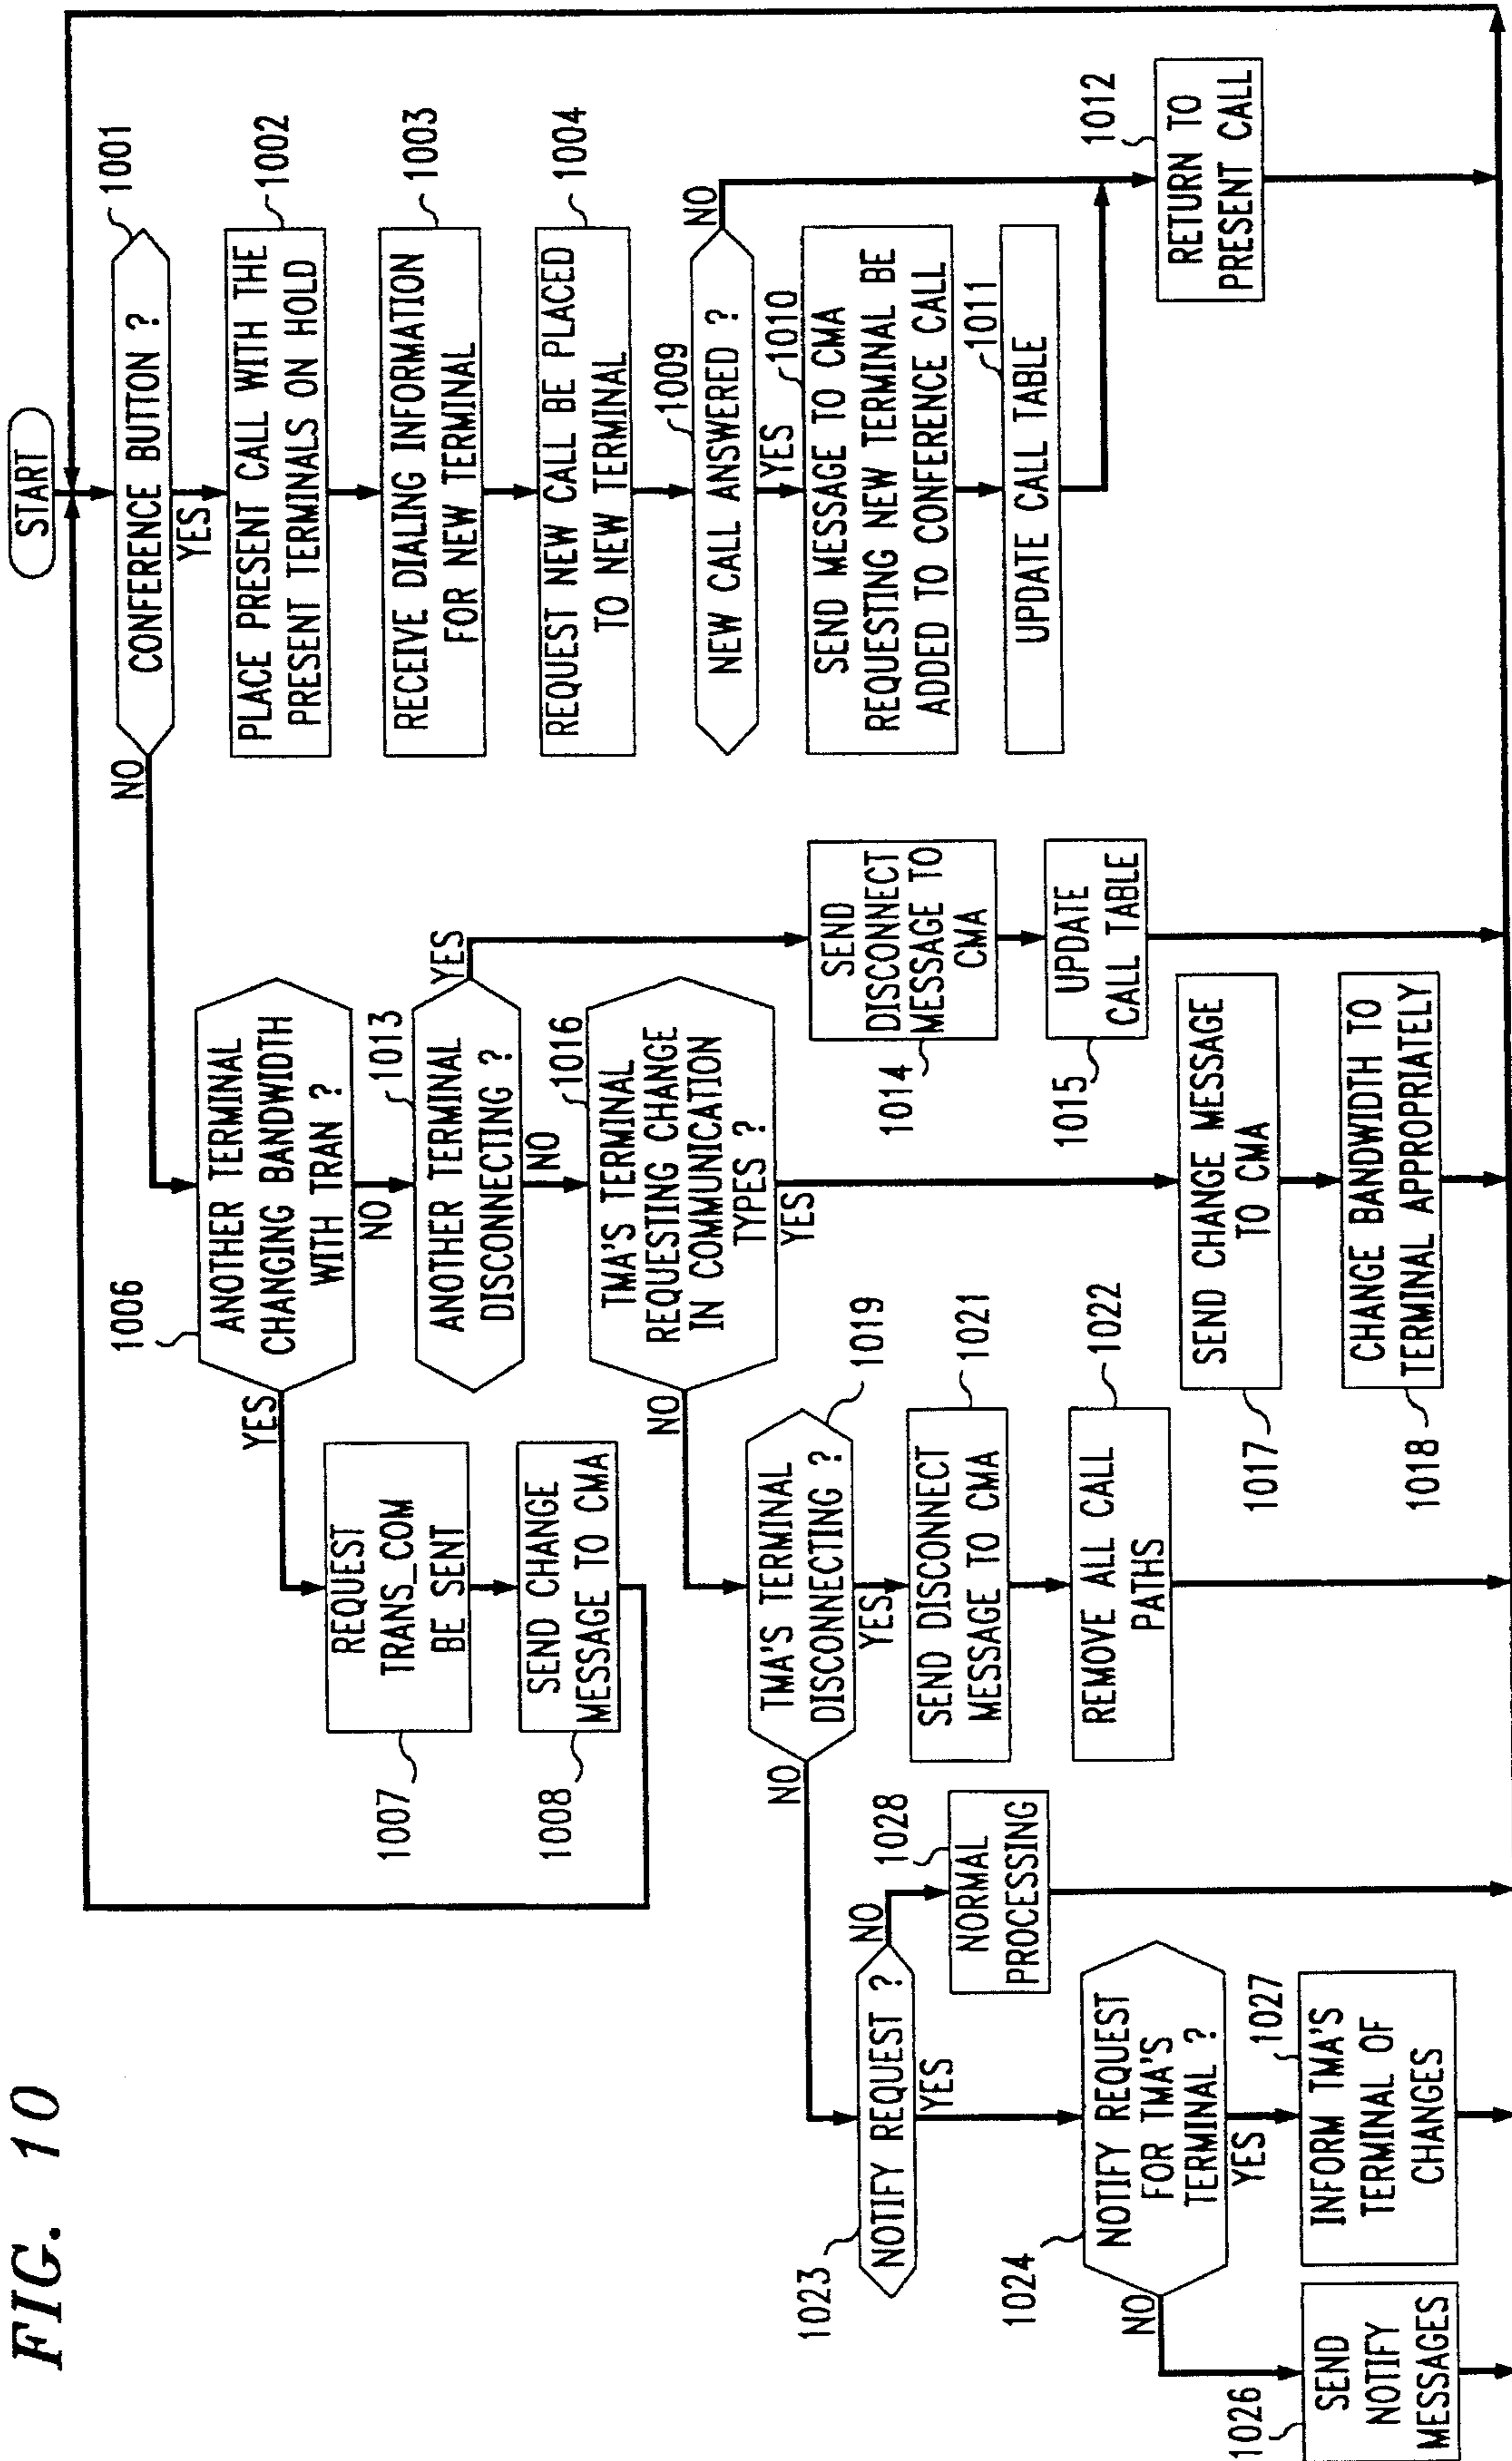 FIG. 10
START
1001
CONFERENCE BUTTON ?
NO
YES
1002
PLACE PRESENT CALL WITH THE
PRESENT TERMINALS ON HOLD
1003
RECEIVE DIALING INFORMATION
FOR NEW TERMINAL
1004
REQUEST NEW CALL BE PLACED
TO NEW TERMINAL
1009
NEW CALL ANSWERED ?
NO
YES
1010
SEND MESSAGE TO CMA
REQUESTING NEW TERMINAL BE
ADDED TO CONFERENCE CALL
1011
UPDATE CALL TABLE
1012
RETURN TO
PRESENT CALL
1006
ANOTHER TERMINAL
CHANGING BANDWIDTH
WITH TRAN ?
YES
NO
1007
REQUEST
TRANS_COM
BE SENT
1008
SEND CHANGE
MESSAGE TO CMA
1013
ANOTHER TERMINAL
DISCONNECTING ?
YES
NO
1014
SEND
DISCONNECT
MESSAGE TO
CMA
1015
UPDATE
CALL TABLE
1016
TMA'S TERMINAL
REQUESTING CHANGE
IN COMMUNICATION
TYPES ?
NO
YES
1017
SEND CHANGE MESSAGE
TO CMA
1018
CHANGE BANDWIDTH TO
TERMINAL APPROPRIATELY
1019
TMA'S TERMINAL
DISCONNECTING ?
NO
YES
1021
SEND DISCONNECT
MESSAGE TO CMA
1022
REMOVE ALL CALL
PATHS
1023
NOTIFY REQUEST ?
NO
YES
1028
NORMAL
PROCESSING
1024
NOTIFY REQUEST
FOR TMA'S
TERMINAL ?
NO
YES
1026
SEND
NOTIFY
MESSAGES
1027
INFORM TMA'S
TERMINAL OF
CHANGES